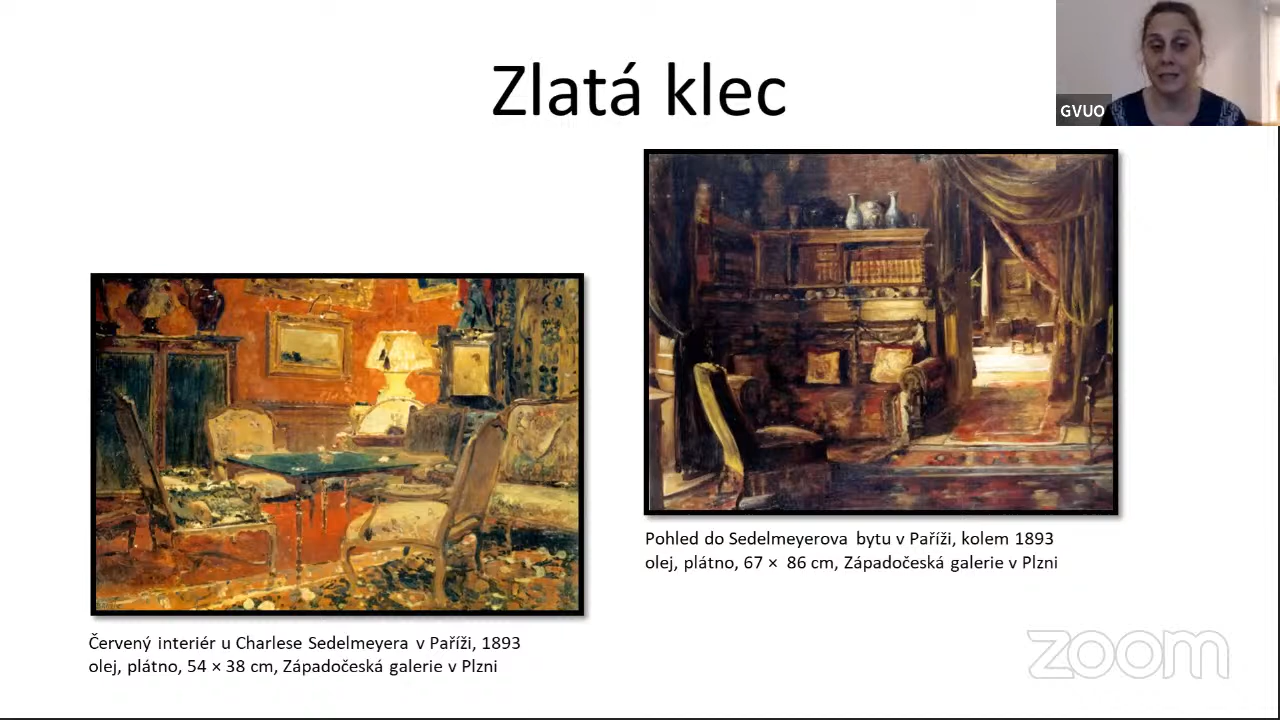 Zlatá klec
GVUO
Pohled do Sedelmeyerova bytu v Paříži, kolem 1893
olej, plátno, 67 × 86 cm, Západočeská galerie v Plzni
Červený interiér u Charlese Sedelmeyera v Paříži, 1893
olej, plátno, 54 × 38 cm, Západočeská galerie v Plzni
zoom